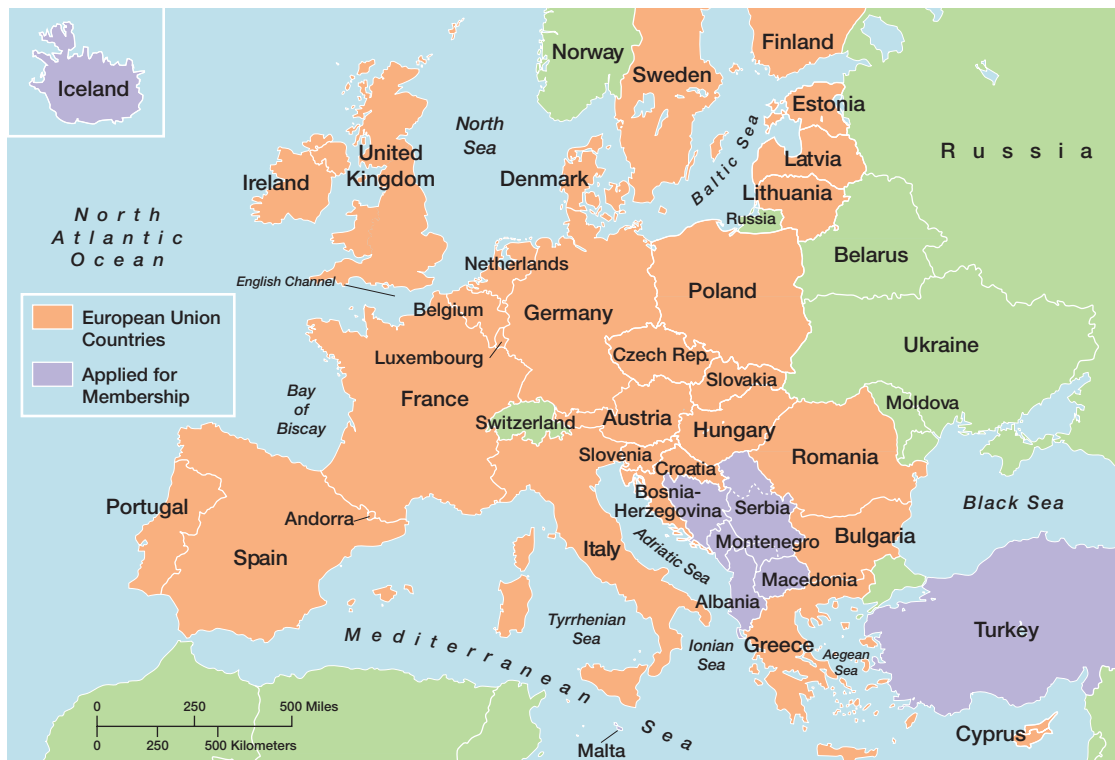 Iceland
Norway
Sweden
Finland
Estonia
Russia
North
Sea
Baltic Sea
United
Kingdom
Ireland
Denmark
Latvia
Lithuania
Russia
North
Atlantic
Ocean
Netherlands
Belarus
English Channel
Belgium
Germany
Poland
European Union
Countries
Applied for
Membership
Luxembourg
Czech Rep.
Ukraine
Slovakia
Bay
of
Biscay
France
Switzerland
Austria
Hungary
Moldova
Slovenia
Croatia
Romania
Portugal
Andorra
Spain
Bosnia-
Herzegovina
Serbia
Black Sea
Italy
Adriatic Sea
Montenegro
Bulgaria
Macedonia
Albania
Tyrrhenian
Sea
Mediterranean Sea
Ionian
Sea
Greece
Aegean
Sea
Turkey
0 250 500 Miles
0 250 500 Kilometers
Malta
Cyprus